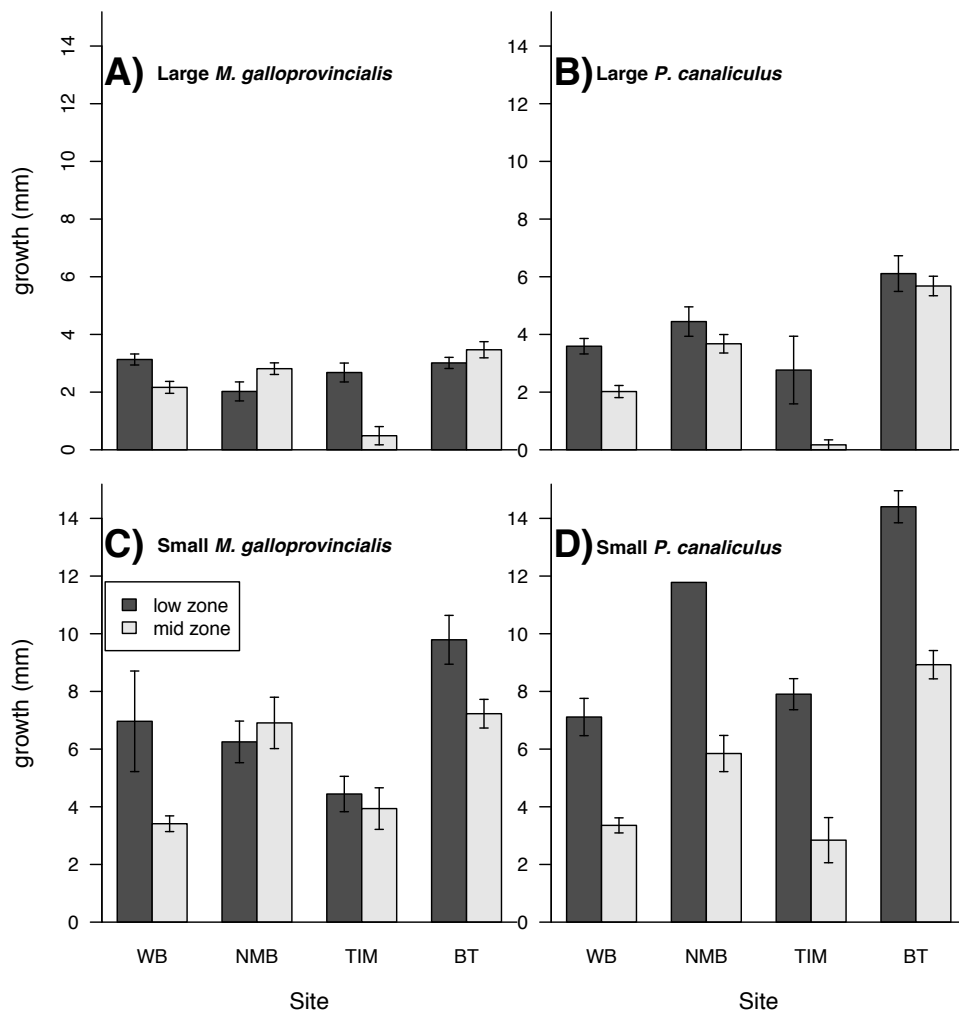 A) Large M. galloprovincialis
growth (mm)
0 2 4 6 8 10 12 14
B) Large P. canaliculus
0 2 4 6 8 10 12 14
C) Small M. galloprovincialis
low zone
mid zone
growth (mm)
0 2 4 6 8 10 12 14
WB NMB TIM BT
Site
D) Small P. canaliculus
0 2 4 6 8 10 12 14
WB NMB TIM BT
Site